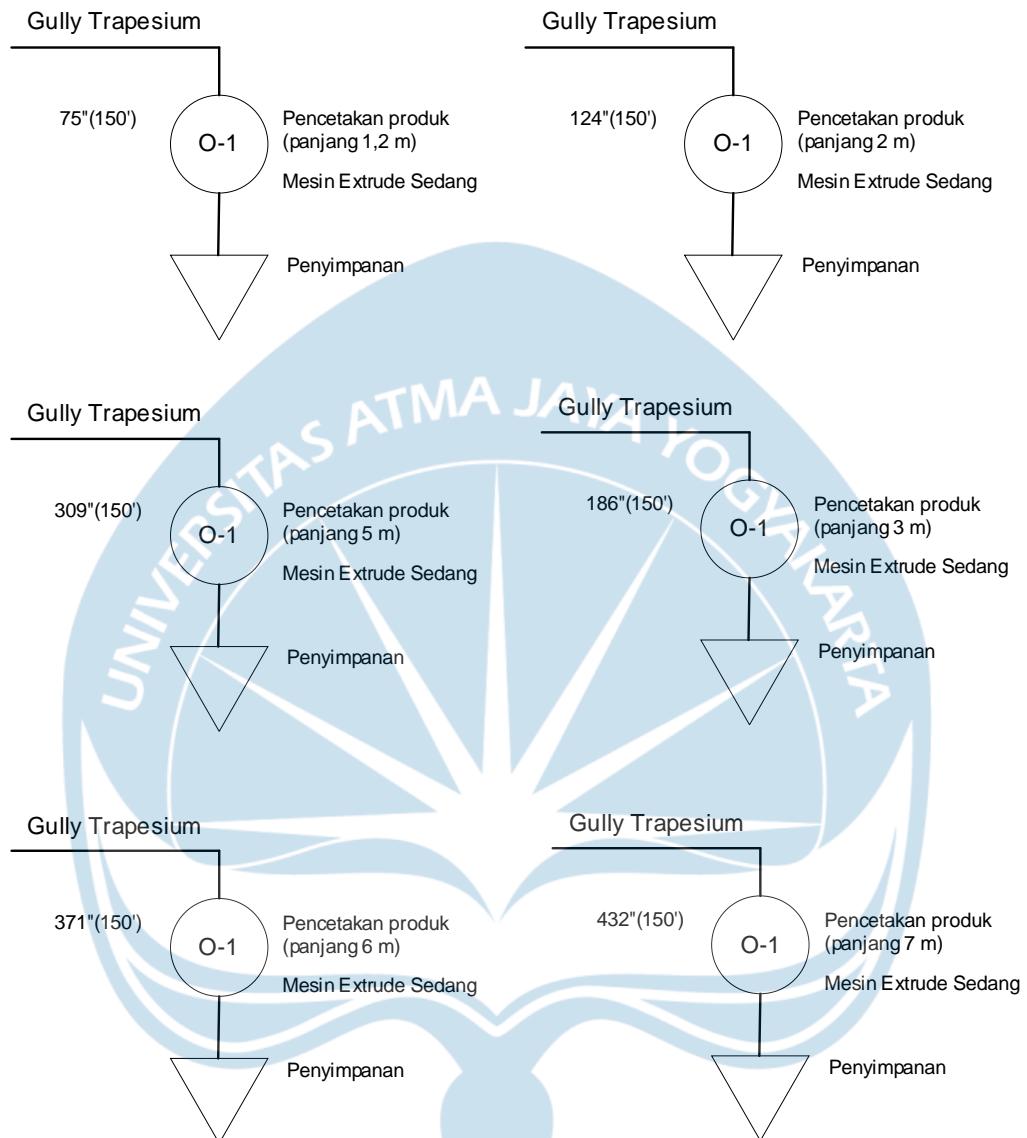 Gully Trapesium
75"(150')
O-1
Pencetakan produk
(panjang 1,2 m)
Mesin Extrude Sedang
Penyimpanan
Gully Trapesium
124"(150')
O-1
Pencetakan produk
(panjang 2 m)
Mesin Extrude Sedang
Penyimpanan
UNIVERSITAS ATMA JAYA YOGYAKARTA
Gully Trapesium
309"(150')
O-1
Pencetakan produk
(panjang 5 m)
Mesin Extrude Sedang
Penyimpanan
Gully Trapesium
186"(150')
O-1
Pencetakan produk
(panjang 3 m)
Mesin Extrude Sedang
Penyimpanan
Gully Trapesium
371"(150')
O-1
Pencetakan produk
(panjang 6 m)
Mesin Extrude Sedang
Penyimpanan
Gully Trapesium
432"(150')
O-1
Pencetakan produk
(panjang 7 m)
Mesin Extrude Sedang
Penyimpanan